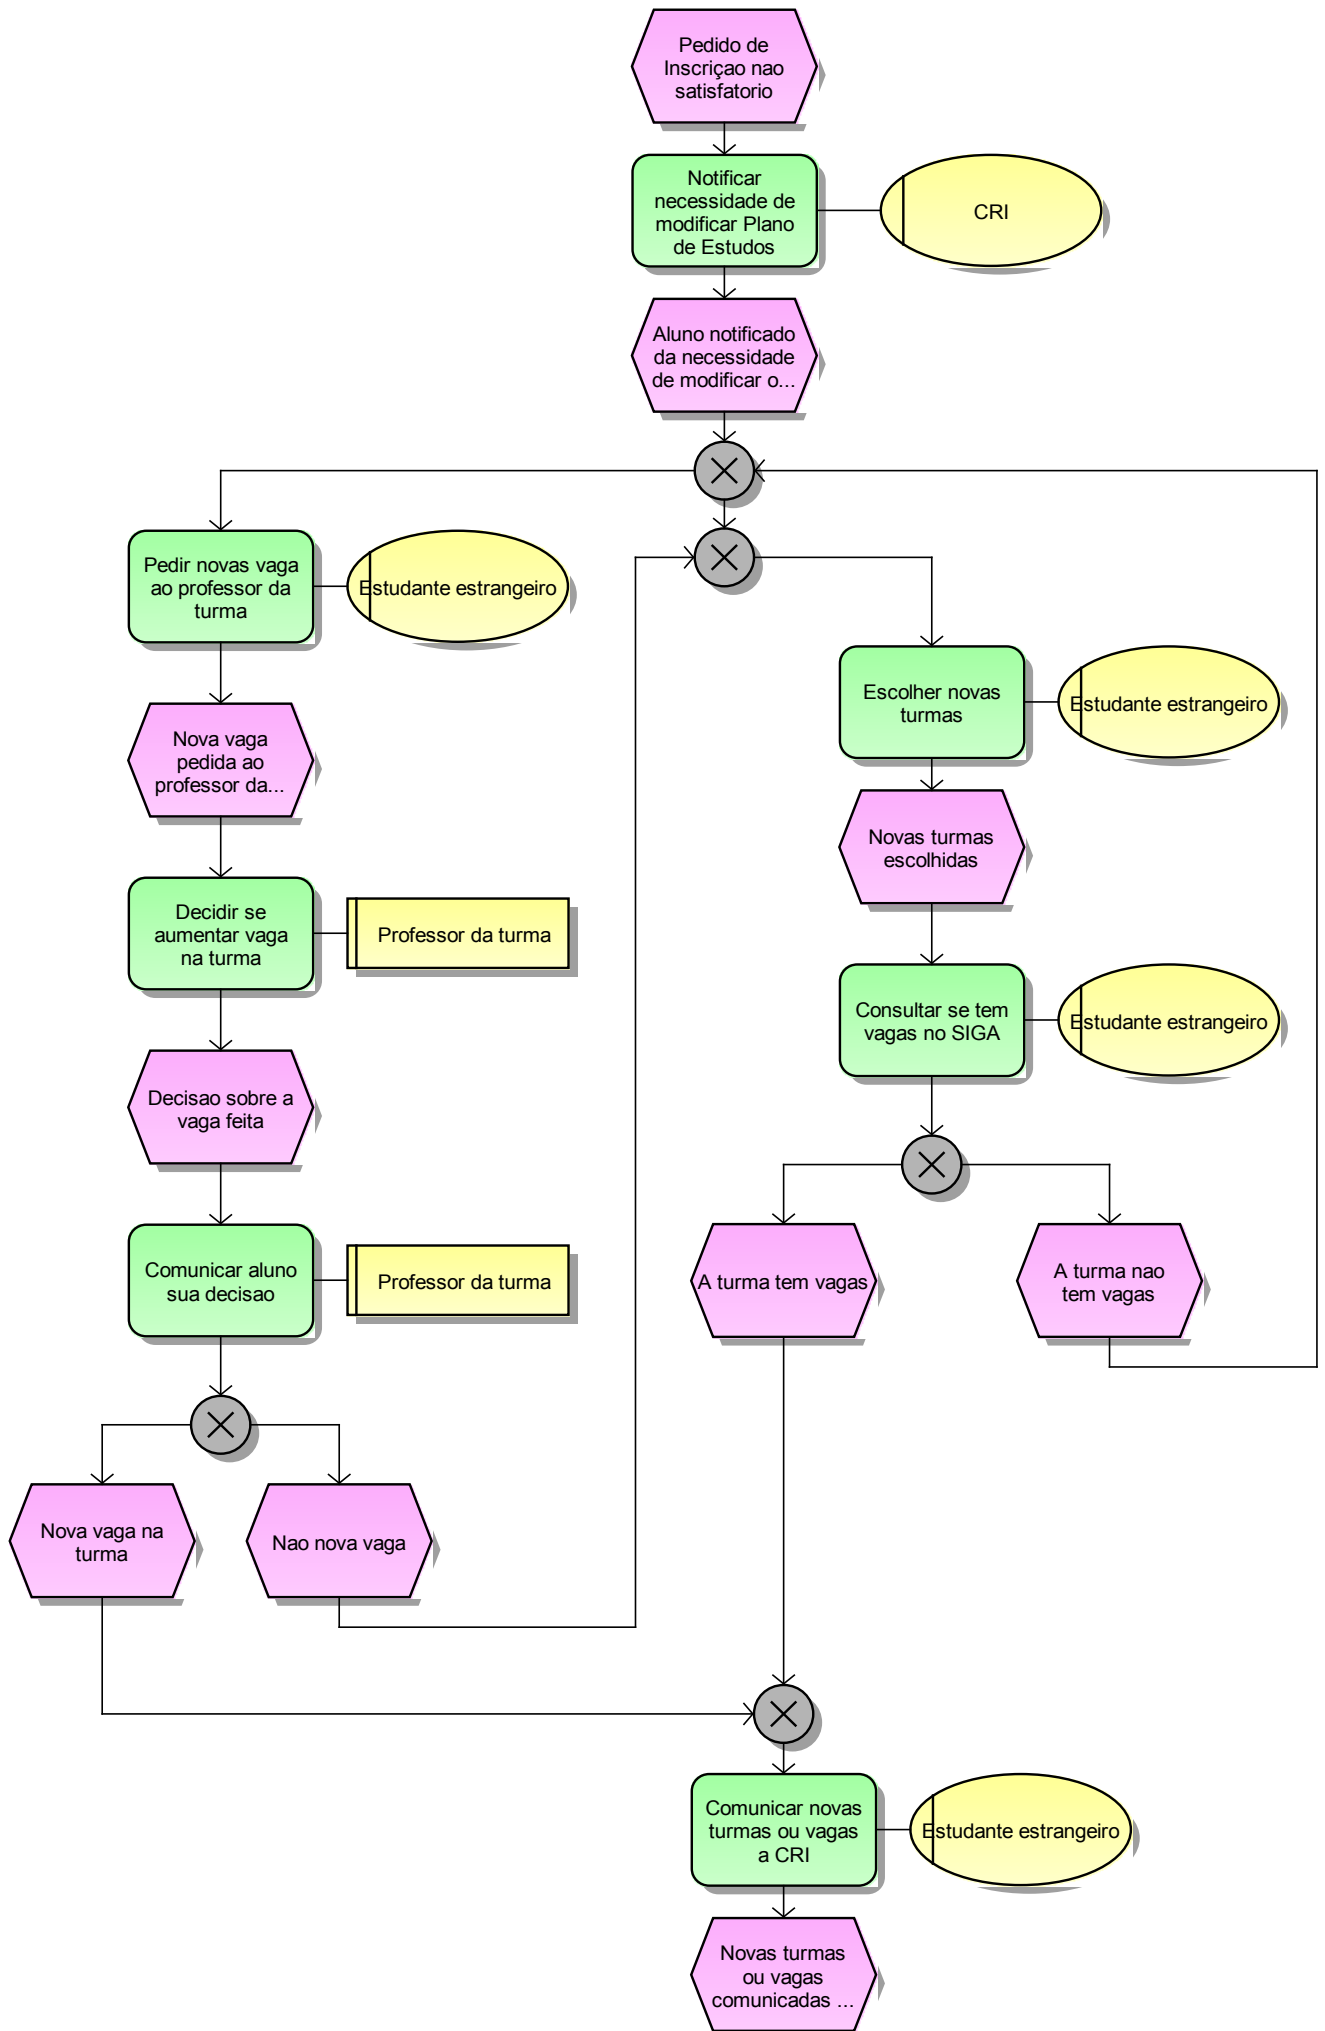 Pedido de
Inscriçao nao
satisfatorio
Notificar
necessidade de
modificar Plano
de Estudos
CRI
Aluno notificado
da necessidade
de modificar o...
Pedir novas vaga
ao professor da
turma
Estudante estrangeiro
Escolher novas
turmas
Estudante estrangeiro
Nova vaga
pedida ao
professor da...
Novas turmas
escolhidas
Decidir se
aumentar vaga
na turma
Professor da turma
Consultar se tem
vagas no SIGA
Estudante estrangeiro
Decisao sobre a
vaga feita
Comunicar aluno
sua decisao
Professor da turma
A turma tem vagas
A turma nao
tem vagas
Nova vaga na
turma
Nao nova vaga
Comunicar novas
turmas ou vagas
a CRI
Estudante estrangeiro
Novas turmas
ou vagas
comunicadas ...